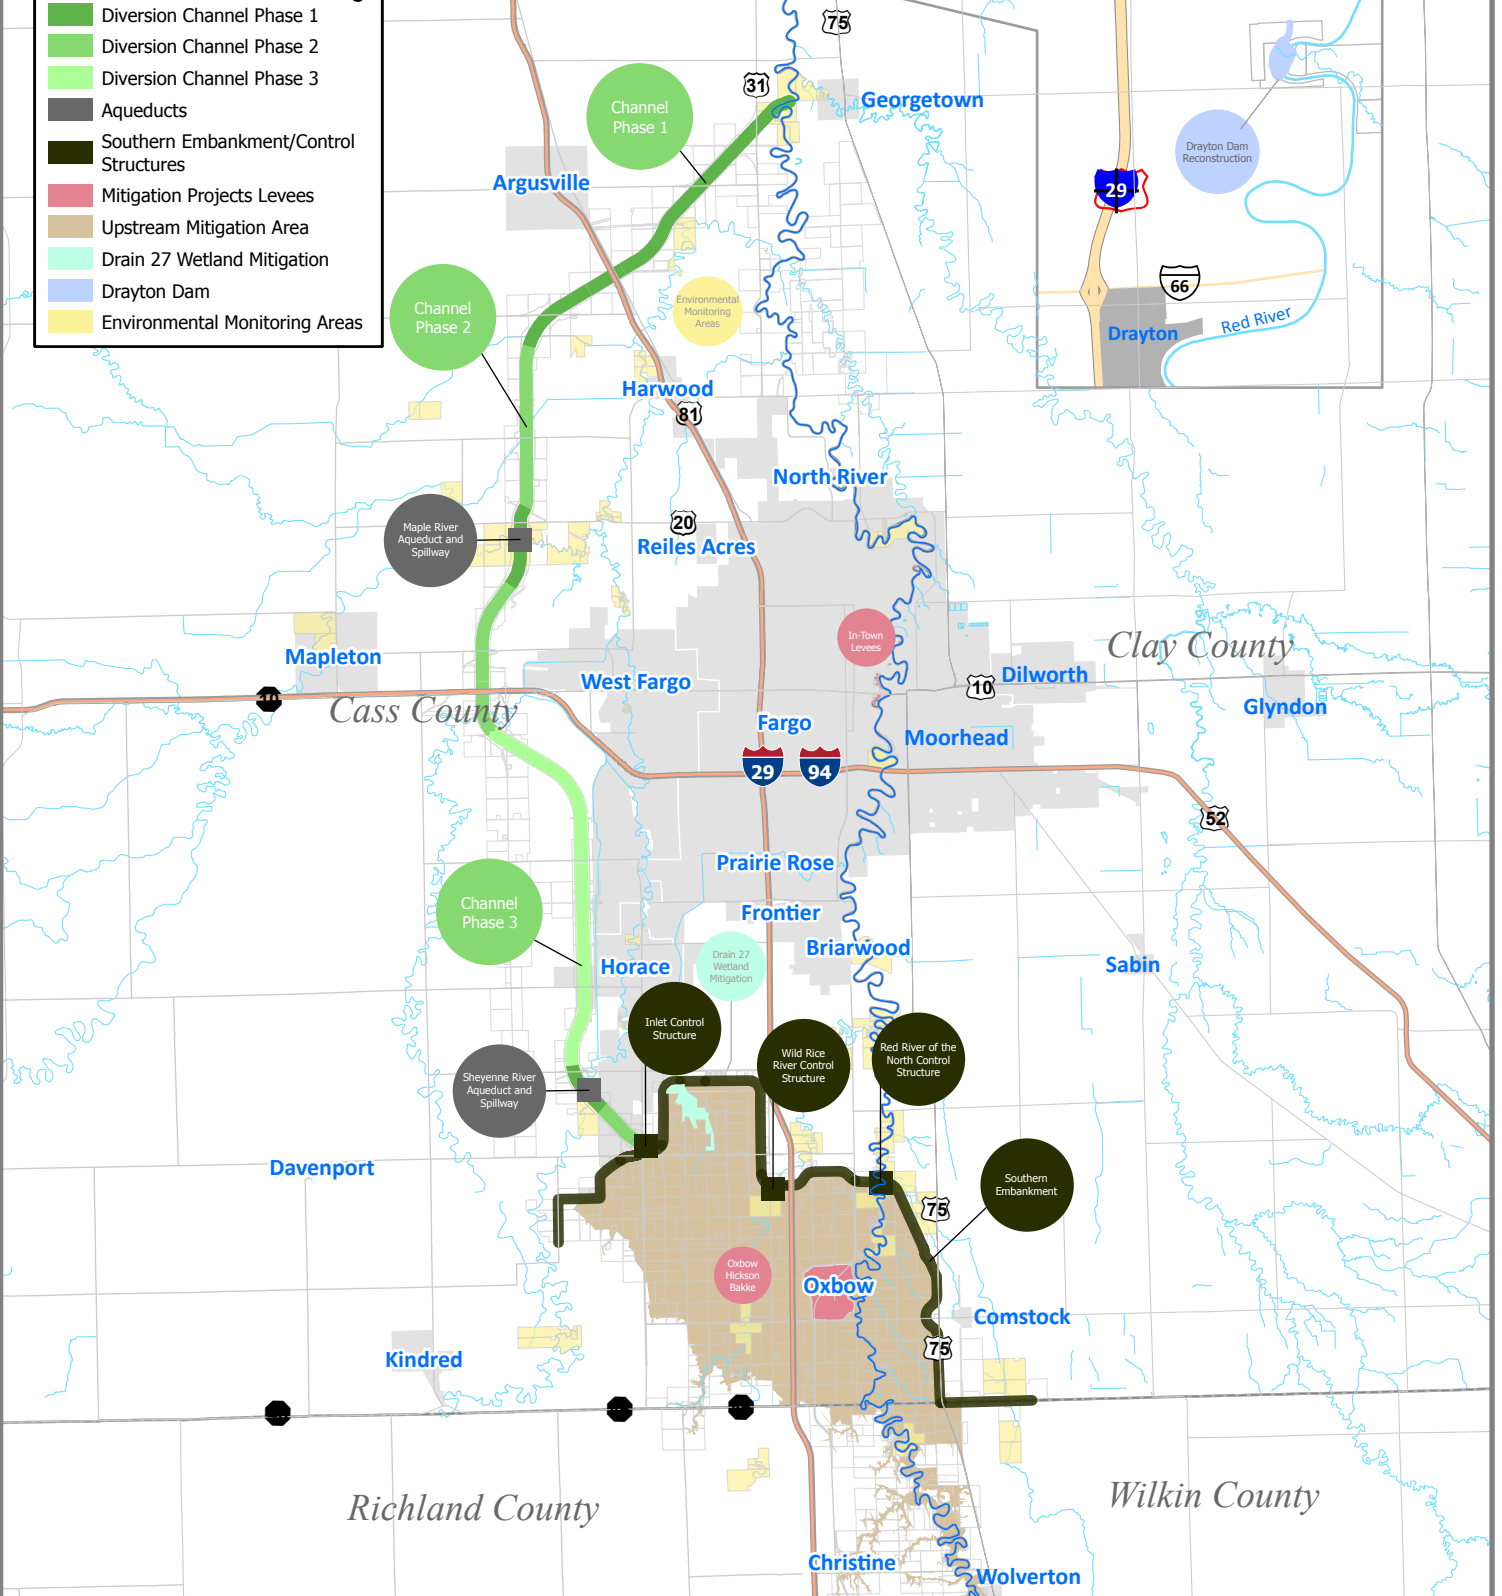 Diversion Channel Phase 1
Diversion Channel Phase 2
Diversion Channel Phase 3
Aqueducts
Southern Embankment/Control
Structures
Mitigation Projects Levees
Upstream Mitigation Area
Drain 27 Wetland Mitigation
Drayton Dam
Environmental Monitoring Areas
75
31
Georgetown
Channel
Phase 1
Argusville
Drayton Dam
Reconstruction
29
66
Drayton
Red River
Channel
Phase 2
Environmental
Monitoring
Areas
Harwood
81
North River
20
Reiles Acres
Maple River
Aqueduct and
Spillway
In-Town
Levees
Clay County
Mapleton
West Fargo
Dilworth
10
10
Cass County
Glyndon
Fargo
Moorhead
29
94
52
Prairie Rose
Channel
Phase 3
Frontier
Briarwood
Horace
Drain 27
Wetland
Mitigation
Sabin
Inlet Control
Structure
Wild Rice
River Control
Structure
Red River of the
North Control
Structure
Sheyenne River
Aqueduct and
Spillway
Davenport
Southern
Embankment
75
Oxbow
Hickson
Bakke
Oxbow
Comstock
75
Kindred
Richland County
Wilkin County
Christine
Wolverton